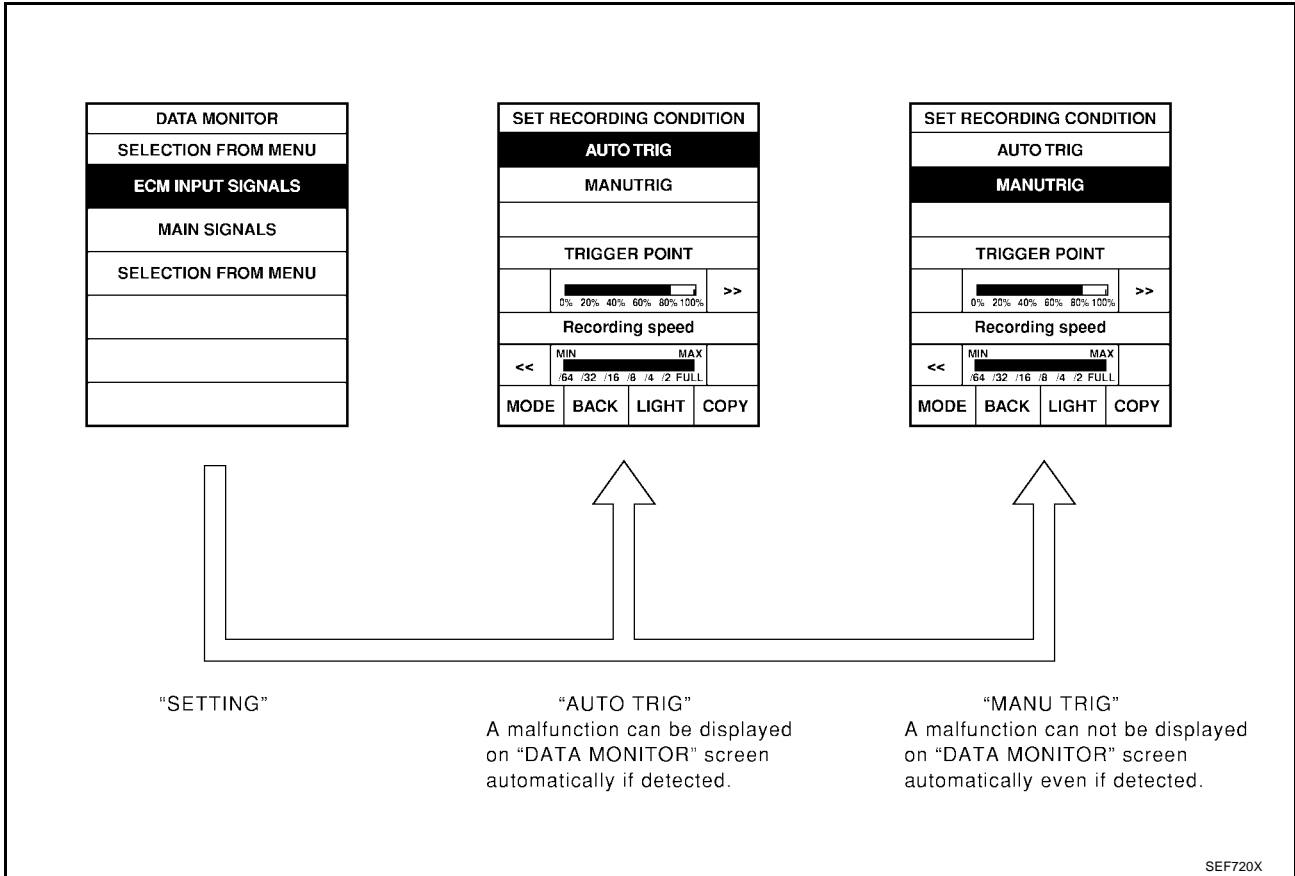 DATA MONITOR
SELECTION FROM MENU
ECM INPUT SIGNALS
MAIN SIGNALS
SELECTION FROM MENU
SET RECORDING CONDITION
AUTO TRIG
MANUTRIG
TRIGGER POINT
>>
0% 20% 40% 60% 80% 100%
Recording speed
MIN MAX
<<
/64 /32 /16 /8 /4 /2 FULL
MODE BACK LIGHT COPY
SET RECORDING CONDITION
AUTO TRIG
MANUTRIG
TRIGGER POINT
>>
0% 20% 40% 60% 80% 100%
Recording speed
MIN MAX
<<
/64 /32 /16 /8 /4 /2 FULL
MODE BACK LIGHT COPY
“SETTING”
“AUTO TRIG”
A malfunction can be displayed
on “DATA MONITOR” screen
automatically if detected.
“MANU TRIG”
A malfunction can not be displayed
on “DATA MONITOR” screen
automatically even if detected.
SEF720X